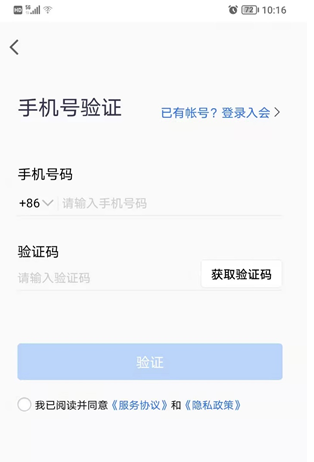 HD 5G 72 10:16
手机号验证
已有帐号？登录入会
手机号码
+86 请输入手机号码
验证码
请输入验证码 获取验证码
验证
我已阅读并同意《服务协议》和《隐私政策》